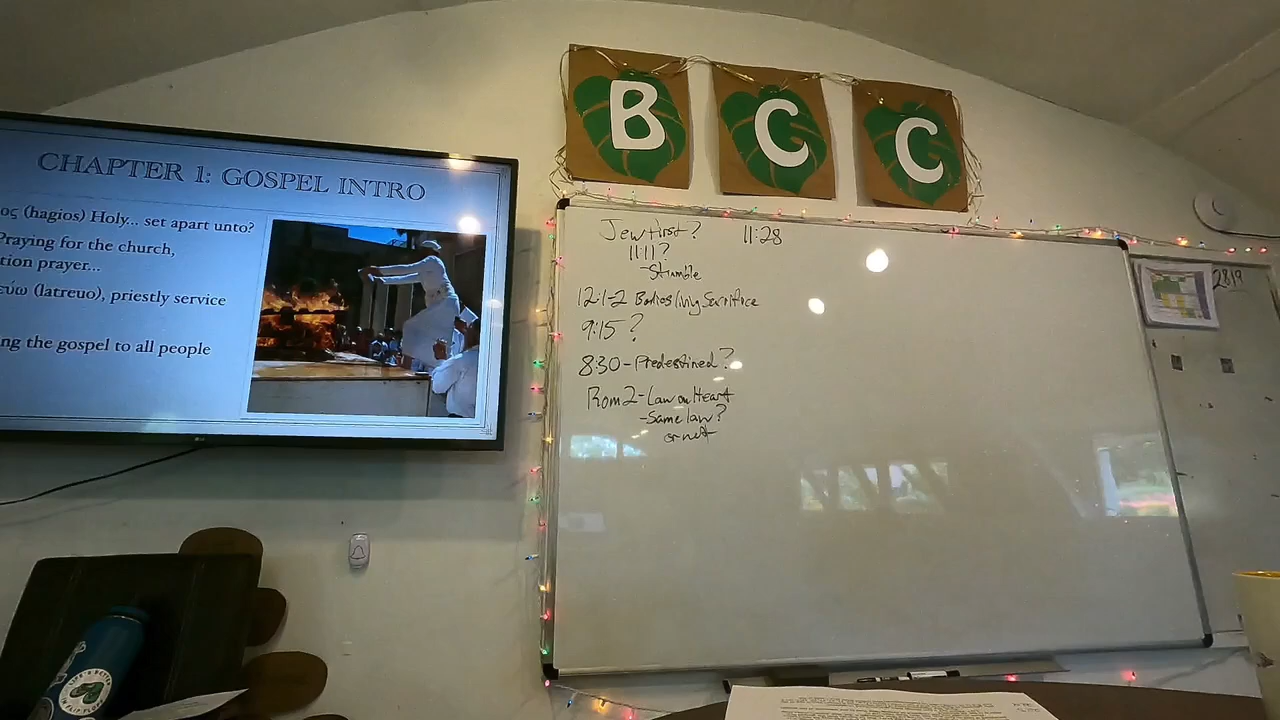 CHAPTER 1: GOSPEL INTRO
ος (hagios) Holy... set apart unto?
Praying for the church,
tion prayer...
εύω (latreuo), priestly service
ng the gospel to all people
B C C
Jew first? 11:28
11:11?
-Stumble
12:1-2 Bodies living Sacrifice
9:15?
8:30-Predestined?
Rom 2-Law on Heart
-Same law?
or not
2819